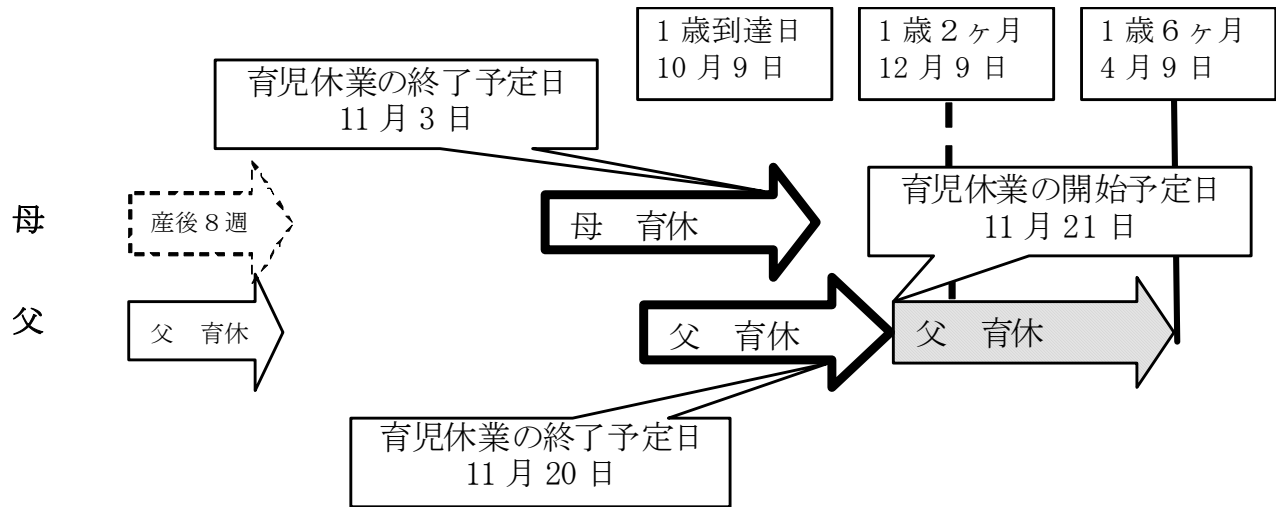 1歳到達日
10月9日
1歳2ヶ月
12月9日
1歳6ヶ月
4月9日
育児休業の終了予定日
11月3日
母
産後8週
母　育休
育児休業の開始予定日
11月21日
父
父　育休
父　育休
父　育休
育児休業の終了予定日
11月20日